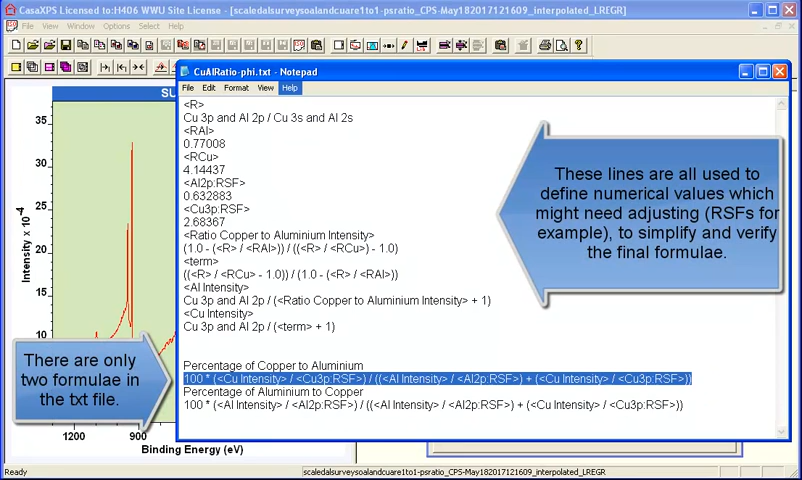 CasaXPS Licensed to:H406 WWU Site License - [scaledalsurveysoalandcuare1to1-psratio_CPS-May182017121609_interpolated_LREGR]
File View Window Options Select Help
CuAlRatio-phi.txt - Notepad
File Edit Format View Help
<R>
Cu 3p and Al 2p / Cu 3s and Al 2s
<RAl>
0.77008
<RCu>
4.14437
<Al2p:RSF>
0.632883
<Cu3p:RSF>
2.68367
<Ratio Copper to Aluminium Intensity>
(1.0 - (<R> / <RAl>)) / ((<R> / <RCu>) - 1.0)
<term>
((<R> / <RCu> - 1.0)) / (1.0 - (<R> / <RAl>))
<Al Intensity>
Cu 3p and Al 2p / (<Ratio Copper to Aluminium Intensity> + 1)
<Cu Intensity>
Cu 3p and Al 2p / (<term> + 1)
Percentage of Copper to Aluminium
100 * (<Cu Intensity> / <Cu3p:RSF>) / ((<Al Intensity> / <Al2p:RSF>) + (<Cu Intensity> / <Cu3p:RSF>))
Percentage of Aluminium to Copper
100 * (<Al Intensity> / <Al2p:RSF>) / ((<Al Intensity> / <Al2p:RSF>) + (<Cu Intensity> / <Cu3p:RSF>))
These lines are all used to
define numerical values which
might need adjusting (RSFs for
example), to simplify and verify
the final formulae.
There are only
two formulae in
the txt file.
SU
Intensity x 10^-4
35
30
25
20
15
10
1200 900
Binding Energy (eV)
Ready
scaledalsurveysoalandcuare1to1-psratio_CPS-May182017121609_interpolated_LREGR